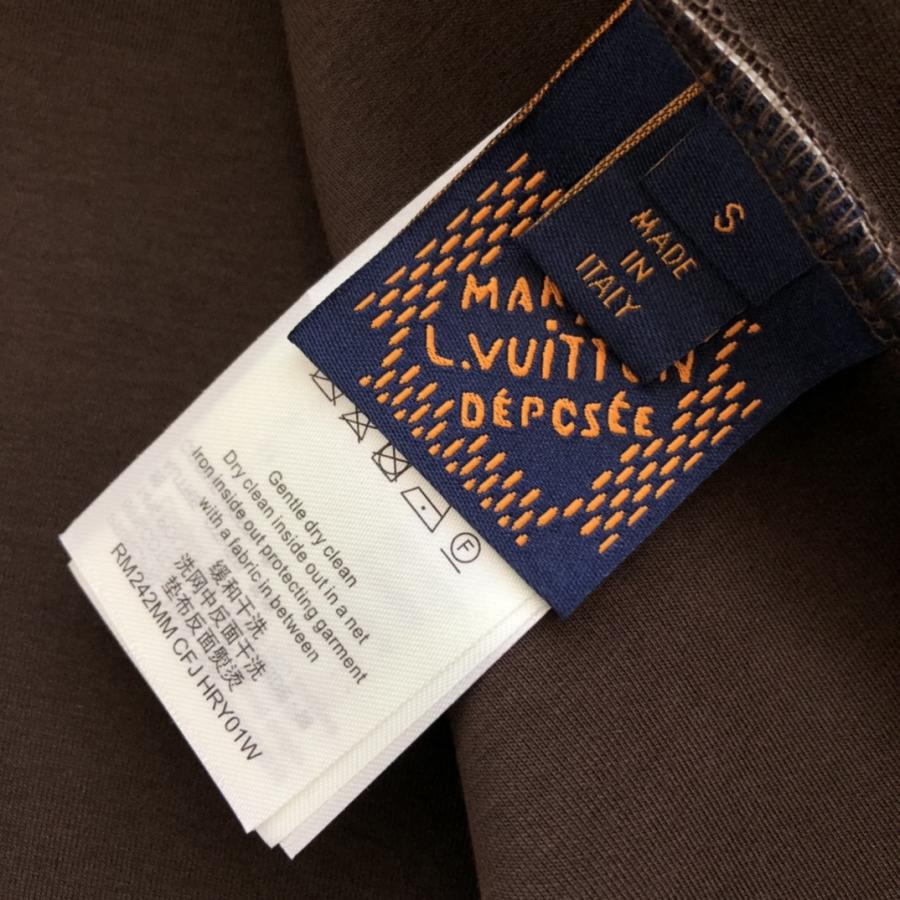 S
MADE
IN
ITALY
L.VUITTON
DÉPCSÉE
F
Gentle dry clean
Dry clean inside out in a net
Iron inside out protecting garment
with a fabric in between
缓和干洗
洗网中反面干洗
垫布反面熨烫
RM242MM CFJ HRY01W